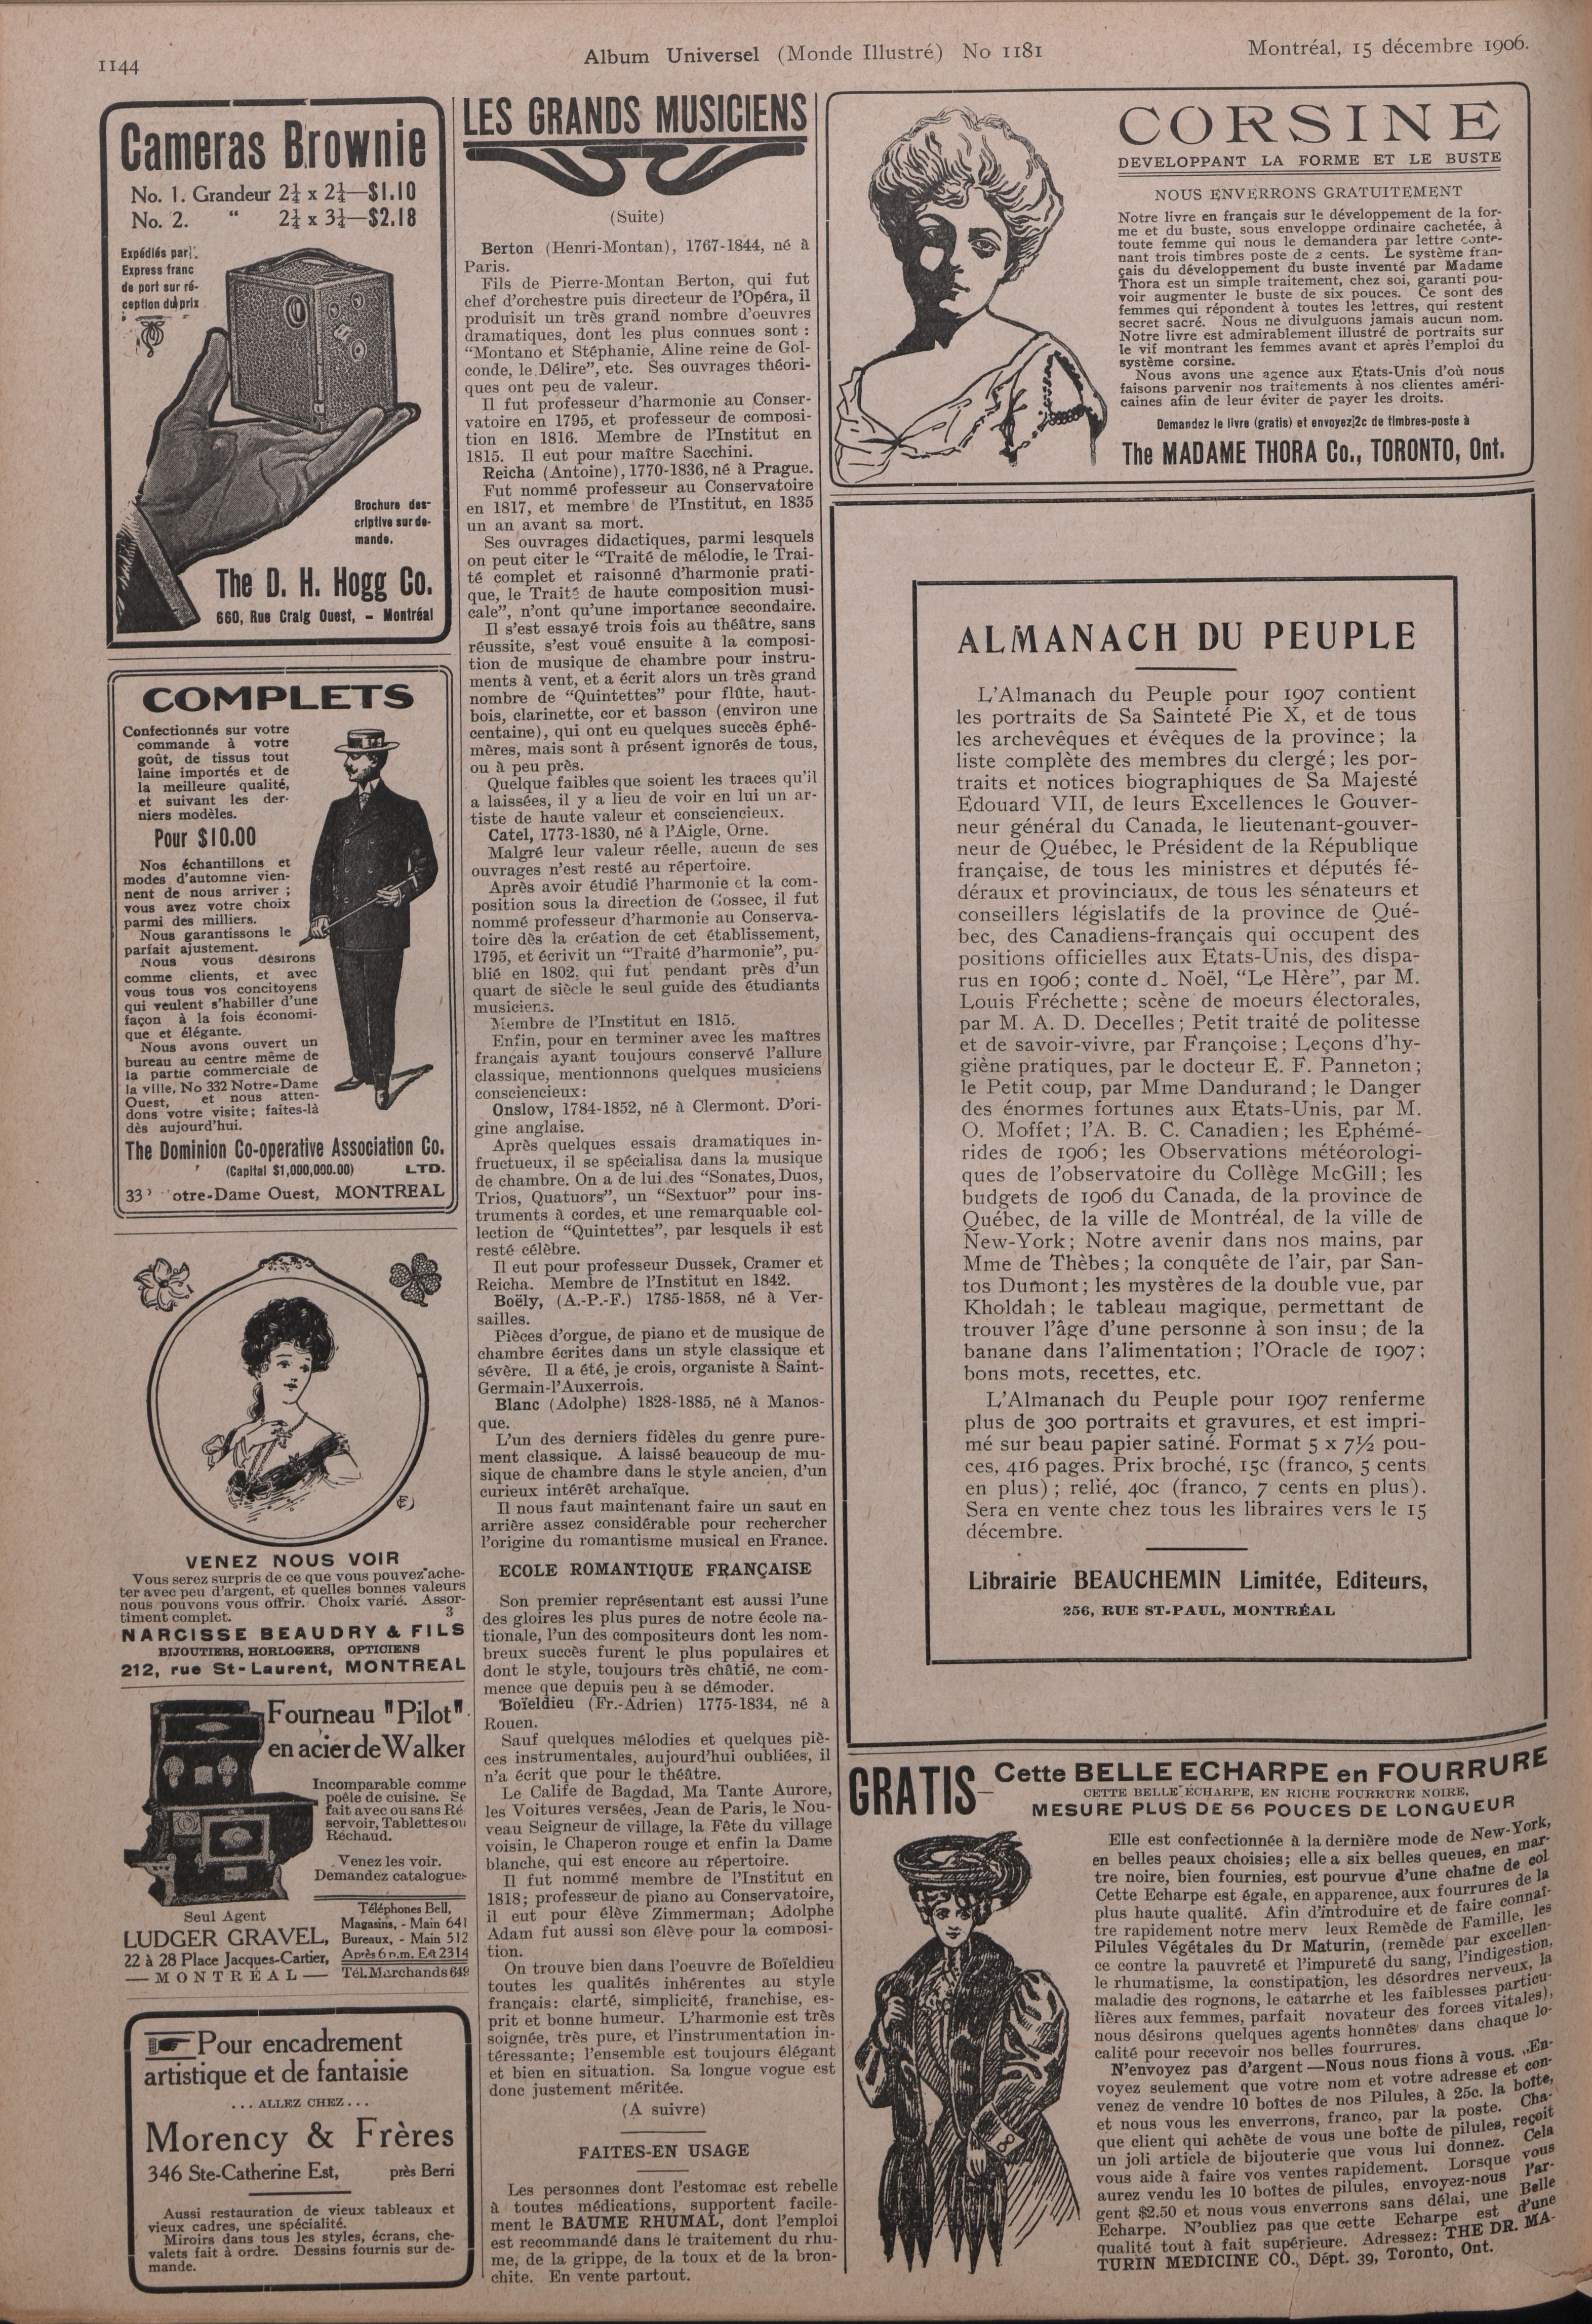 1144
Album Universel (Monde Illustré) No 1181
Montréal, 15 décembre 1906.
Cameras Brownie
No. 1. Grandeur 2¼ x 2¼—$1.10
No. 2. “ 2¼ x 3¼—$2.18
Expédiés par
Express franc
de port sur ré-
ception du prix
Brochure des-
criptive sur de-
mande.
The D. H. Hogg Co.
660, Rue Craig Ouest, - Montréal
COMPLETS
Confectionnés sur votre
commande à votre
goût, de tissus tout
laine importés et de
la meilleure qualité,
et suivant les der-
niers modèles.
Pour $10.00
Nos échantillons et
modes d'automne vien-
nent de nous arriver ;
vous avez votre choix
parmi des milliers.
Nous garantissons le
parfait ajustement.
Nous vous désirons
comme clients, et avec
vous tous vos concitoyens
qui veulent s'habiller d'une
façon à la fois économi-
que et élégante.
Nous avons ouvert un
bureau au centre même de
la partie commerciale de
la ville, No 332 Notre-Dame
Ouest, et nous atten-
dons votre visite; faites-là
dès aujourd'hui.
The Dominion Co-operative Association Co.
(Capital $1,000,000.00) LTD.
33 otre-Dame Ouest, MONTREAL
VENEZ NOUS VOIR
Vous serez surpris de ce que vous pouvez ache-
ter avec peu d'argent, et quelles bonnes valeurs
nous pouvons vous offrir. Choix varié. Assor-
timent complet. 3
NARCISSE BEAUDRY & FILS
BIJOUTIERS, HORLOGERS, OPTICIENS
212, rue St-Laurent, MONTREAL
Fourneau "Pilot"
en acier de Walker
Incomparable comme
poêle de cuisine. Se
fait avec ou sans Ré
servoir, Tablettes ou
Réchaud.
Venez les voir.
Demandez catalogues
Seul Agent
LUDGER GRAVEL,
22 à 28 Place Jacques-Cartier,
— MONTREAL —
Téléphones Bell,
Magasins, - Main 641
Bureaux, - Main 512
Après 6 p.m. Est 2314
Tél. Marchands 649
Pour encadrement
artistique et de fantaisie
... ALLEZ CHEZ ...
Morency & Frères
346 Ste-Catherine Est, près Berri
Aussi restauration de vieux tableaux et
vieux cadres, une spécialité.
Miroirs dans tous les styles, écrans, che-
valets fait à ordre. Dessins fournis sur de-
mande.
LES GRANDS MUSICIENS
(Suite)
Berton (Henri-Montan), 1767-1844, né à
Paris.
Fils de Pierre-Montan Berton, qui fut
chef d'orchestre puis directeur de l'Opéra, il
produisit un très grand nombre d'oeuvres
dramatiques, dont les plus connues sont :
“Montano et Stéphanie, Aline reine de Gol-
conde, le Délire”, etc. Ses ouvrages théori-
ques ont peu de valeur.
Il fut professeur d'harmonie au Conser-
vatoire en 1795, et professeur de composi-
tion en 1816. Membre de l'Institut en
1815. Il eut pour maître Sacchini.
Reicha (Antoine), 1770-1836, né à Prague.
Fut nommé professeur au Conservatoire
en 1817, et membre de l'Institut, en 1835
un an avant sa mort.
Ses ouvrages didactiques, parmi lesquels
on peut citer le “Traité de mélodie, le Trai-
té complet et raisonné d'harmonie prati-
que, le Traité de haute composition musi-
cale”, n'ont qu'une importance secondaire.
Il s'est essayé trois fois au théâtre, sans
réussite, s'est voué ensuite à la composi-
tion de musique de chambre pour instru-
ments à vent, et a écrit alors un très grand
nombre de “Quintettes” pour flûte, haut-
bois, clarinette, cor et basson (environ une
centaine), qui ont eu quelques succès éphé-
mères, mais sont à présent ignorés de tous,
ou à peu près.
Quelque faibles que soient les traces qu'il
a laissées, il y a lieu de voir en lui un ar-
tiste de haute valeur et consciencieux.
Catel, 1773-1830, né à l'Aigle, Orne.
Malgré leur valeur réelle, aucun de ses
ouvrages n'est resté au répertoire.
Après avoir étudié l'harmonie et la com-
position sous la direction de Gossec, il fut
nommé professeur d'harmonie au Conserva-
toire dès la création de cet établissement,
1795, et écrivit un “Traité d'harmonie”, pu-
blié en 1802, qui fut pendant près d'un
quart de siècle le seul guide des étudiants
musiciens.
Membre de l'Institut en 1815.
Enfin, pour en terminer avec les maîtres
français ayant toujours conservé l'allure
classique, mentionnons quelques musiciens
consciencieux:
Onslow, 1784-1852, né à Clermont. D'ori-
gine anglaise.
Après quelques essais dramatiques in-
fructueux, il se spécialisa dans la musique
de chambre. On a de lui des “Sonates, Duos,
Trios, Quatuors”, un “Sextuor” pour ins-
truments à cordes, et une remarquable col-
lection de “Quintettes”, par lesquels il est
resté célèbre.
Il eut pour professeur Dussek, Cramer et
Reicha. Membre de l'Institut en 1842.
Boëly, (A.-P.-F.) 1785-1858, né à Ver-
sailles.
Pièces d'orgue, de piano et de musique de
chambre écrites dans un style classique et
sévère. Il a été, je crois, organiste à Saint-
Germain-l'Auxerrois.
Blanc (Adolphe) 1828-1885, né à Manos-
que.
L'un des derniers fidèles du genre pure-
ment classique. A laissé beaucoup de mu-
sique de chambre dans le style ancien, d'un
curieux intérêt archaïque.
Il nous faut maintenant faire un saut en
arrière assez considérable pour rechercher
l'origine du romantisme musical en France.
ECOLE ROMANTIQUE FRANÇAISE
Son premier représentant est aussi l'une
des gloires les plus pures de notre école na-
tionale, l'un des compositeurs dont les nom-
breux succès furent le plus populaires et
dont le style, toujours très châtié, ne com-
mence que depuis peu à se démoder.
Boïeldieu (Fr.-Adrien) 1775-1834, né à
Rouen.
Sauf quelques mélodies et quelques piè-
ces instrumentales, aujourd'hui oubliées, il
n'a écrit que pour le théâtre.
Le Calife de Bagdad, Ma Tante Aurore,
les Voitures versées, Jean de Paris, le Nou-
veau Seigneur de village, la Fête du village
voisin, le Chaperon rouge et enfin la Dame
blanche, qui est encore au répertoire.
Il fut nommé membre de l'Institut en
1818; professeur de piano au Conservatoire,
il eut pour élève Zimmerman; Adolphe
Adam fut aussi son élève pour la composi-
tion.
On trouve bien dans l'oeuvre de Boïeldieu
toutes les qualités inhérentes au style
français: clarté, simplicité, franchise, es-
prit et bonne humeur. L'harmonie est très
soignée, très pure, et l'instrumentation in-
téressante; l'ensemble est toujours élégant
et bien en situation. Sa longue vogue est
donc justement méritée.
(A suivre)
FAITES-EN USAGE
Les personnes dont l'estomac est rebelle
à toutes médications, supportent facile-
ment le BAUME RHUMAL, dont l'emploi
est recommandé dans le traitement du rhu-
me, de la grippe, de la toux et de la bron-
chite. En vente partout.
CORSINE
DEVELOPPANT LA FORME ET LE BUSTE
NOUS ENVERRONS GRATUITEMENT
Notre livre en français sur le développement de la for-
me et du buste, sous enveloppe ordinaire cachetée, à
toute femme qui nous le demandera par lettre conte-
nant trois timbres poste de 2 cents. Le système fran-
çais du développement du buste inventé par Madame
Thora est un simple traitement, chez soi, garanti pou-
voir augmenter le buste de six pouces. Ce sont des
femmes qui répondent à toutes les lettres, qui restent
secret sacré. Nous ne divulguons jamais aucun nom.
Notre livre est admirablement illustré de portraits sur
le vif montrant les femmes avant et après l'emploi du
système corsine.
Nous avons une agence aux Etats-Unis d'où nous
faisons parvenir nos traitements à nos clientes améri-
caines afin de leur éviter de payer les droits.
Demandez le livre (gratis) et envoyez 2c de timbres-poste à
The MADAME THORA Co., TORONTO, Ont.
ALMANACH DU PEUPLE
L'Almanach du Peuple pour 1907 contient
les portraits de Sa Sainteté Pie X, et de tous
les archevêques et évêques de la province; la
liste complète des membres du clergé; les por-
traits et notices biographiques de Sa Majesté
Edouard VII, de leurs Excellences le Gouver-
neur général du Canada, le lieutenant-gouver-
neur de Québec, le Président de la République
française, de tous les ministres et députés fé-
déraux et provinciaux, de tous les sénateurs et
conseillers législatifs de la province de Qué-
bec, des Canadiens-français qui occupent des
positions officielles aux Etats-Unis, des dispa-
rus en 1906; conte d Noël, “Le Hère”, par M.
Louis Fréchette; scène de moeurs électorales,
par M. A. D. Decelles; Petit traité de politesse
et de savoir-vivre, par Françoise; Leçons d'hy-
giène pratiques, par le docteur E. F. Panneton;
le Petit coup, par Mme Dandurand; le Danger
des énormes fortunes aux Etats-Unis, par M.
O. Moffet; l'A. B. C. Canadien; les Ephémé-
rides de 1906; les Observations météorologi-
ques de l'observatoire du Collège McGill; les
budgets de 1906 du Canada, de la province de
Québec, de la ville de Montréal, de la ville de
New-York; Notre avenir dans nos mains, par
Mme de Thèbes; la conquête de l'air, par San-
tos Dumont; les mystères de la double vue, par
Kholdah; le tableau magique, permettant de
trouver l'âge d'une personne à son insu; de la
banane dans l'alimentation; l'Oracle de 1907;
bons mots, recettes, etc.
L'Almanach du Peuple pour 1907 renferme
plus de 300 portraits et gravures, et est impri-
mé sur beau papier satiné. Format 5 x 7½ pou-
ces, 416 pages. Prix broché, 15c (franco, 5 cents
en plus); relié, 40c (franco, 7 cents en plus).
Sera en vente chez tous les libraires vers le 15
décembre.
Librairie BEAUCHEMIN Limitée, Editeurs,
256, RUE ST-PAUL, MONTRÉAL
GRATIS— Cette BELLE ECHARPE en FOURRURE
CETTE BELLE ÉCHARPE, EN RICHE FOURRURE NOIRE,
MESURE PLUS DE 56 POUCES DE LONGUEUR
Elle est confectionnée à la dernière mode de New-York,
en belles peaux choisies; elle a six belles queues, en mar-
tre noire, bien fournies, est pourvue d'une chaîne de col
Cette Echarpe est égale, en apparence, aux fourrures de la
plus haute qualité. Afin d'introduire et de faire connaî-
tre rapidement notre merv leux Remède de Famille, les
Pilules Végétales du Dr Maturin, (remède par excellen-
ce contre la pauvreté et l'impureté du sang, l'indigestion,
le rhumatisme, la constipation, les désordres nerveux, la
maladie des rognons, le catarrhe et les faiblesses particu-
lières aux femmes, parfait novateur des forces vitales),
nous désirons quelques agents honnêtes dans chaque lo-
calité pour recevoir nos belles fourrures.
N'envoyez pas d'argent—Nous nous fions à vous. En-
voyez seulement que votre nom et votre adresse et con-
venez de vendre 10 boîtes de nos Pilules, à 25c. la boîte,
et nous vous les enverrons, franco, par la poste. Cha-
que client qui achète de vous une boîte de pilules, reçoit
un joli article de bijouterie que vous lui donnez. Cela
vous aide à faire vos ventes rapidement. Lorsque vous
aurez vendu les 10 boîtes de pilules, envoyez-nous l'ar-
gent $2.50 et nous vous enverrons sans délai, une Belle
Echarpe. N'oubliez pas que cette Echarpe est d'une
qualité tout à fait supérieure. Adressez: THE DR. MA-
TURIN MEDICINE CO., Dépt. 39, Toronto, Ont.